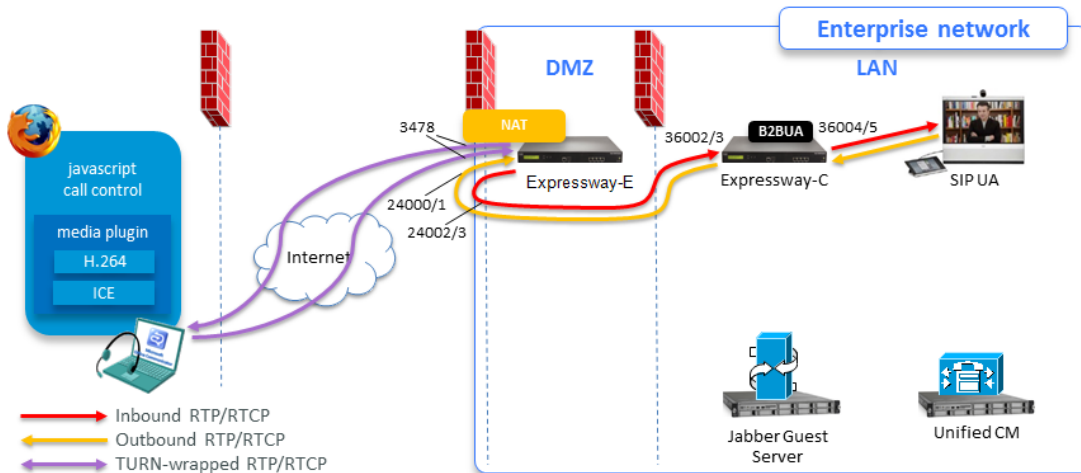 Enterprise network
DMZ
LAN
NAT
3478
36002/3
B2BUA
36004/5
javascript
call control
Expressway-E
Expressway-C
SIP UA
24000/1
media plugin
24002/3
H.264
Internet
ICE
Inbound RTP/RTCP
Outbound RTP/RTCP
TURN-wrapped RTP/RTCP
Jabber Guest
Server
Unified CM